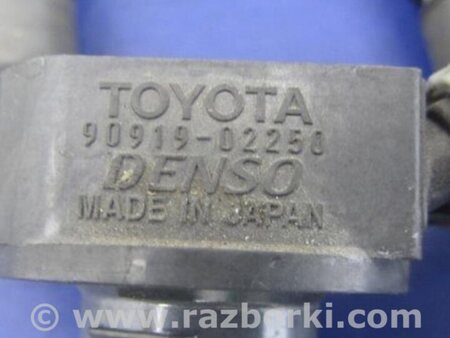 TOYOTA
90919-02250
DENSO
MADE IN JAPAN
© www.razborki.com